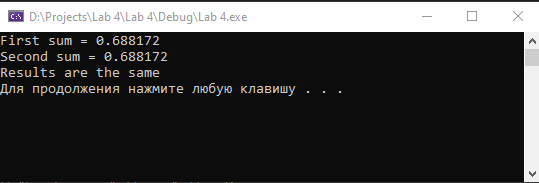 D:\Projects\Lab 4\Lab 4\Debug\Lab 4.exe
First sum = 0.688172
Second sum = 0.688172
Results are the same
Для продолжения нажмите любую клавишу . . .